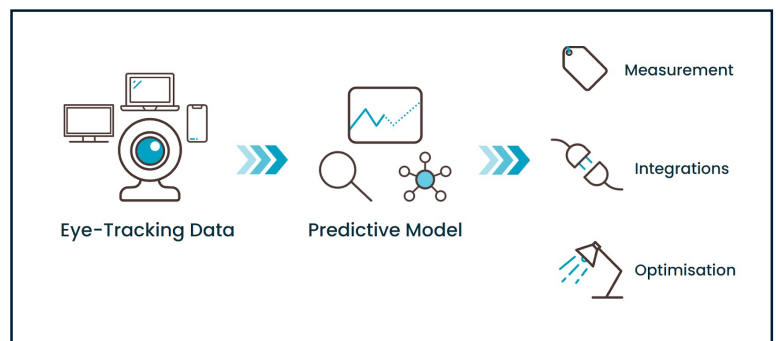 Eye-Tracking Data
Predictive Model
Measurement
Integrations
Optimisation